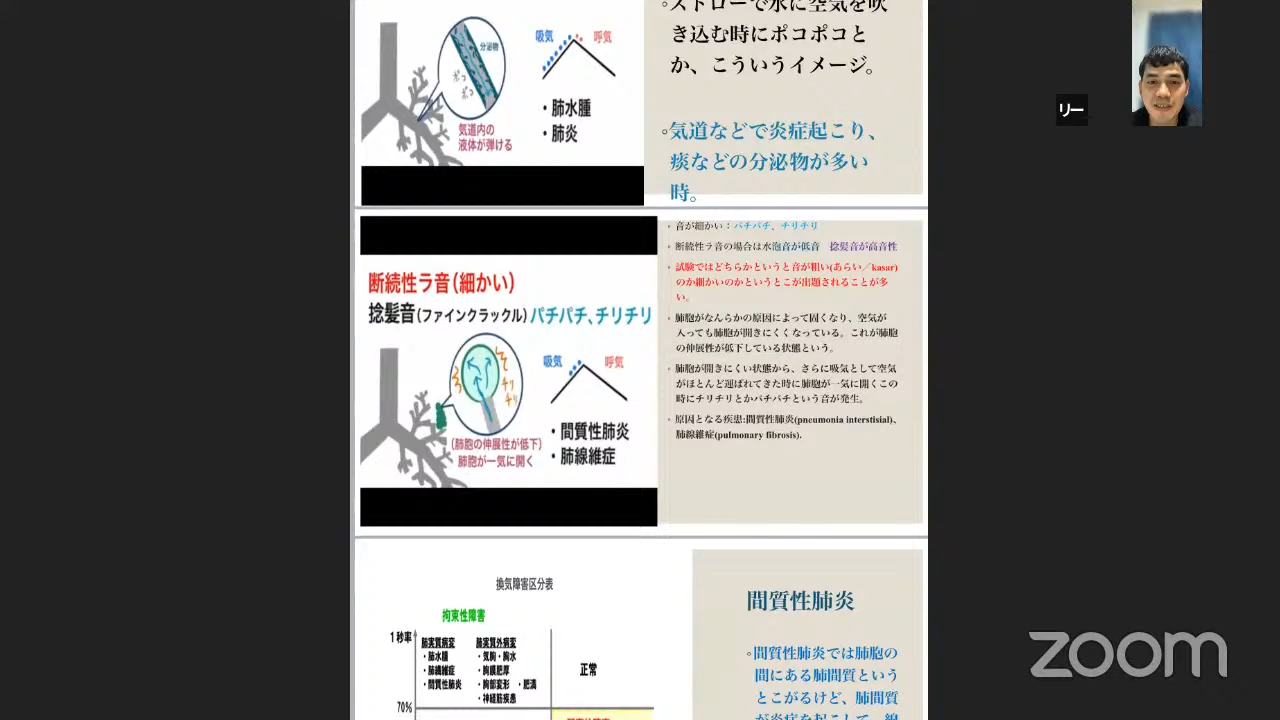 ストローで水に空気を吹
き込む時にポコポコと
か、こういうイメージ。
気道などで炎症起こり、
痰などの分泌物が多い
時。
分泌物
ポコ
ポコ
気道内の
液体が弾ける
吸気
呼気
・肺水腫
・肺炎
リー
断続性ラ音(細かい)
捻髪音(ファインクラックル)パチパチ、チリチリ
チリ
チリ
吸気
呼気
(肺胞の伸展性が低下)
肺胞が一気に開く
・間質性肺炎
・肺線維症
音が細かい：パチパチ、チリチリ
断続性ラ音の場合は水泡音が低音 捻髪音が高音性
試験ではどちらかというと音が粗い(あらい／kasar)
のか細かいのかというとこが出題されることが多
い。
肺胞がなんらかの原因によって固くなり、空気が
入っても肺胞が開きにくくなっている。これが肺胞
の伸展性が低下している状態という。
肺胞が開きにくい状態から、さらに吸気として空気
がほとんど運ばれてきた時に肺胞が一気に開くこの
時にチリチリとかパチパチという音が発生。
原因となる疾患:間質性肺炎(pneumonia interstisial)、
肺線維症(pulmonary fibrosis).
換気障害区分表
拘束性障害
1秒率
肺実質病変
・肺水腫
・肺線維症
・間質性肺炎
肺実質外病変
・気胸・胸水
・胸膜肥厚
・胸郭変形 ・肥満
・神経筋疾患
正常
70%
間質性肺炎
間質性肺炎では肺胞の
間にある肺間質という
とこがるけど、肺間質
が炎症を起こして、線
zoom